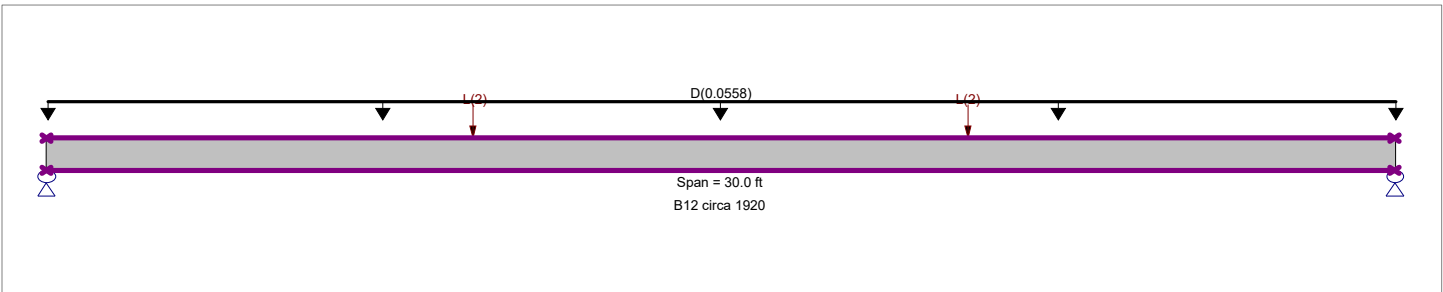 D(0.0558)
L(2) L(2)
Span = 30.0 ft
B12 circa 1920